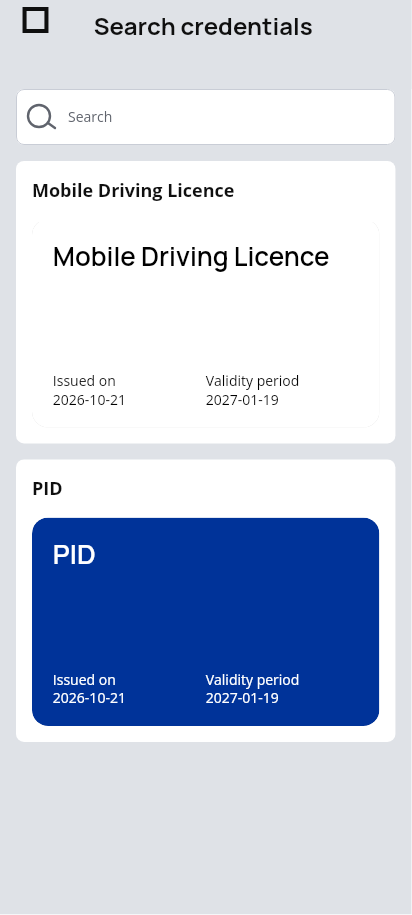 Search credentials
Search
Mobile Driving Licence
Mobile Driving Licence
Issued on
2026-10-21
Validity period
2027-01-19
PID
PID
Issued on
2026-10-21
Validity period
2027-01-19